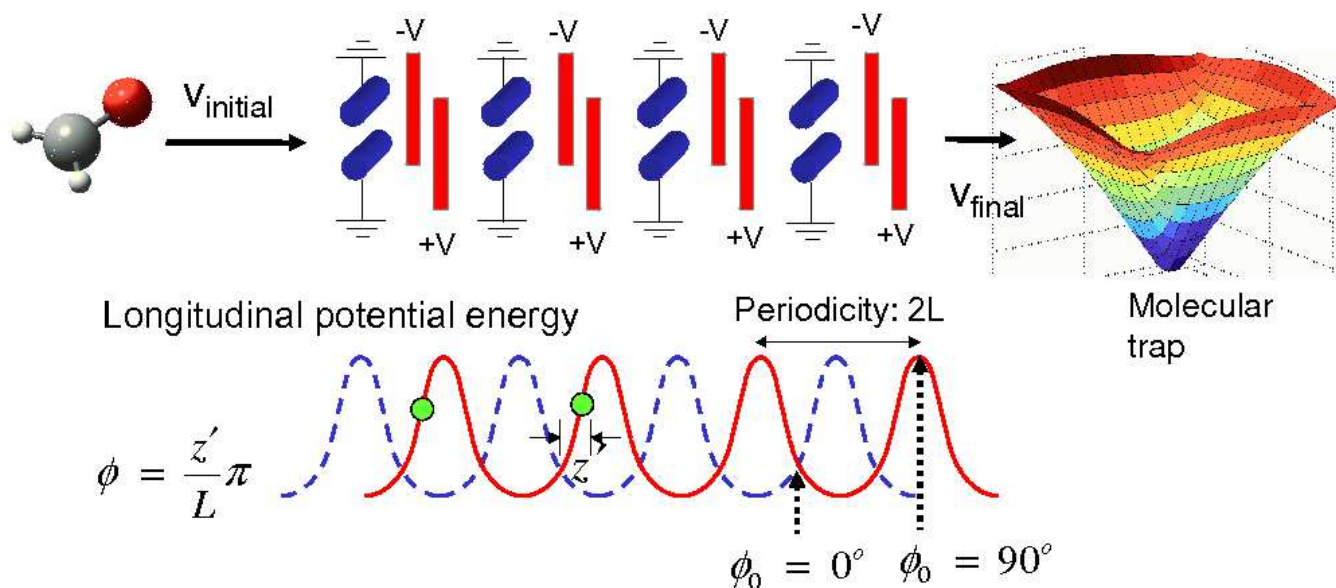 -V -V -V -V
V_initial
+V +V +V +V
V_final
Longitudinal potential energy
Periodicity: 2L
Molecular
trap
z'
ϕ = z'/L π
ϕ₀ = 0° ϕ₀ = 90°